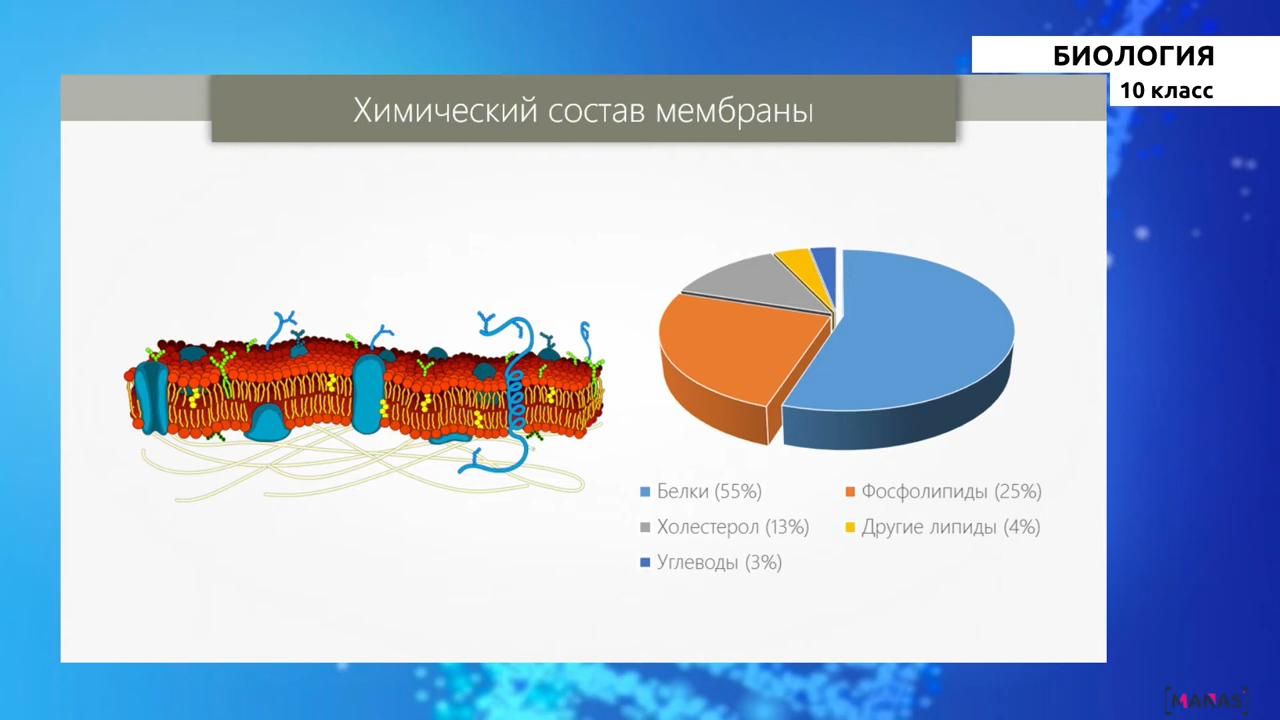 БИОЛОГИЯ
10 класс
Химический состав мембраны
Белки (55%)
Фосфолипиды (25%)
Холестерол (13%)
Другие липиды (4%)
Углеводы (3%)
MANAS